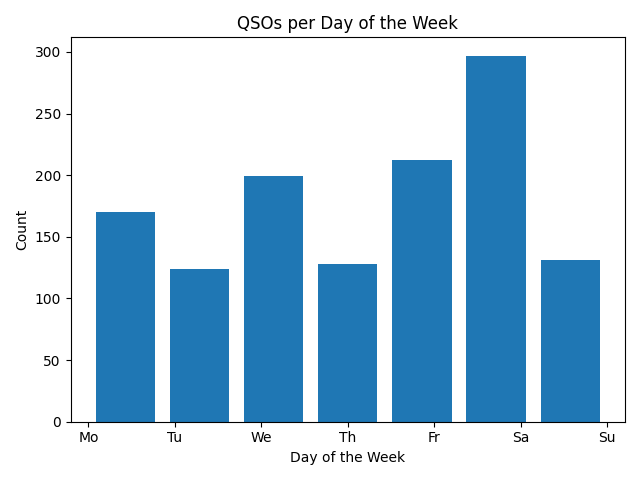 QSOs per Day of the Week
Count
300
250
200
150
100
50
0
Mo Tu We Th Fr Sa Su
Day of the Week